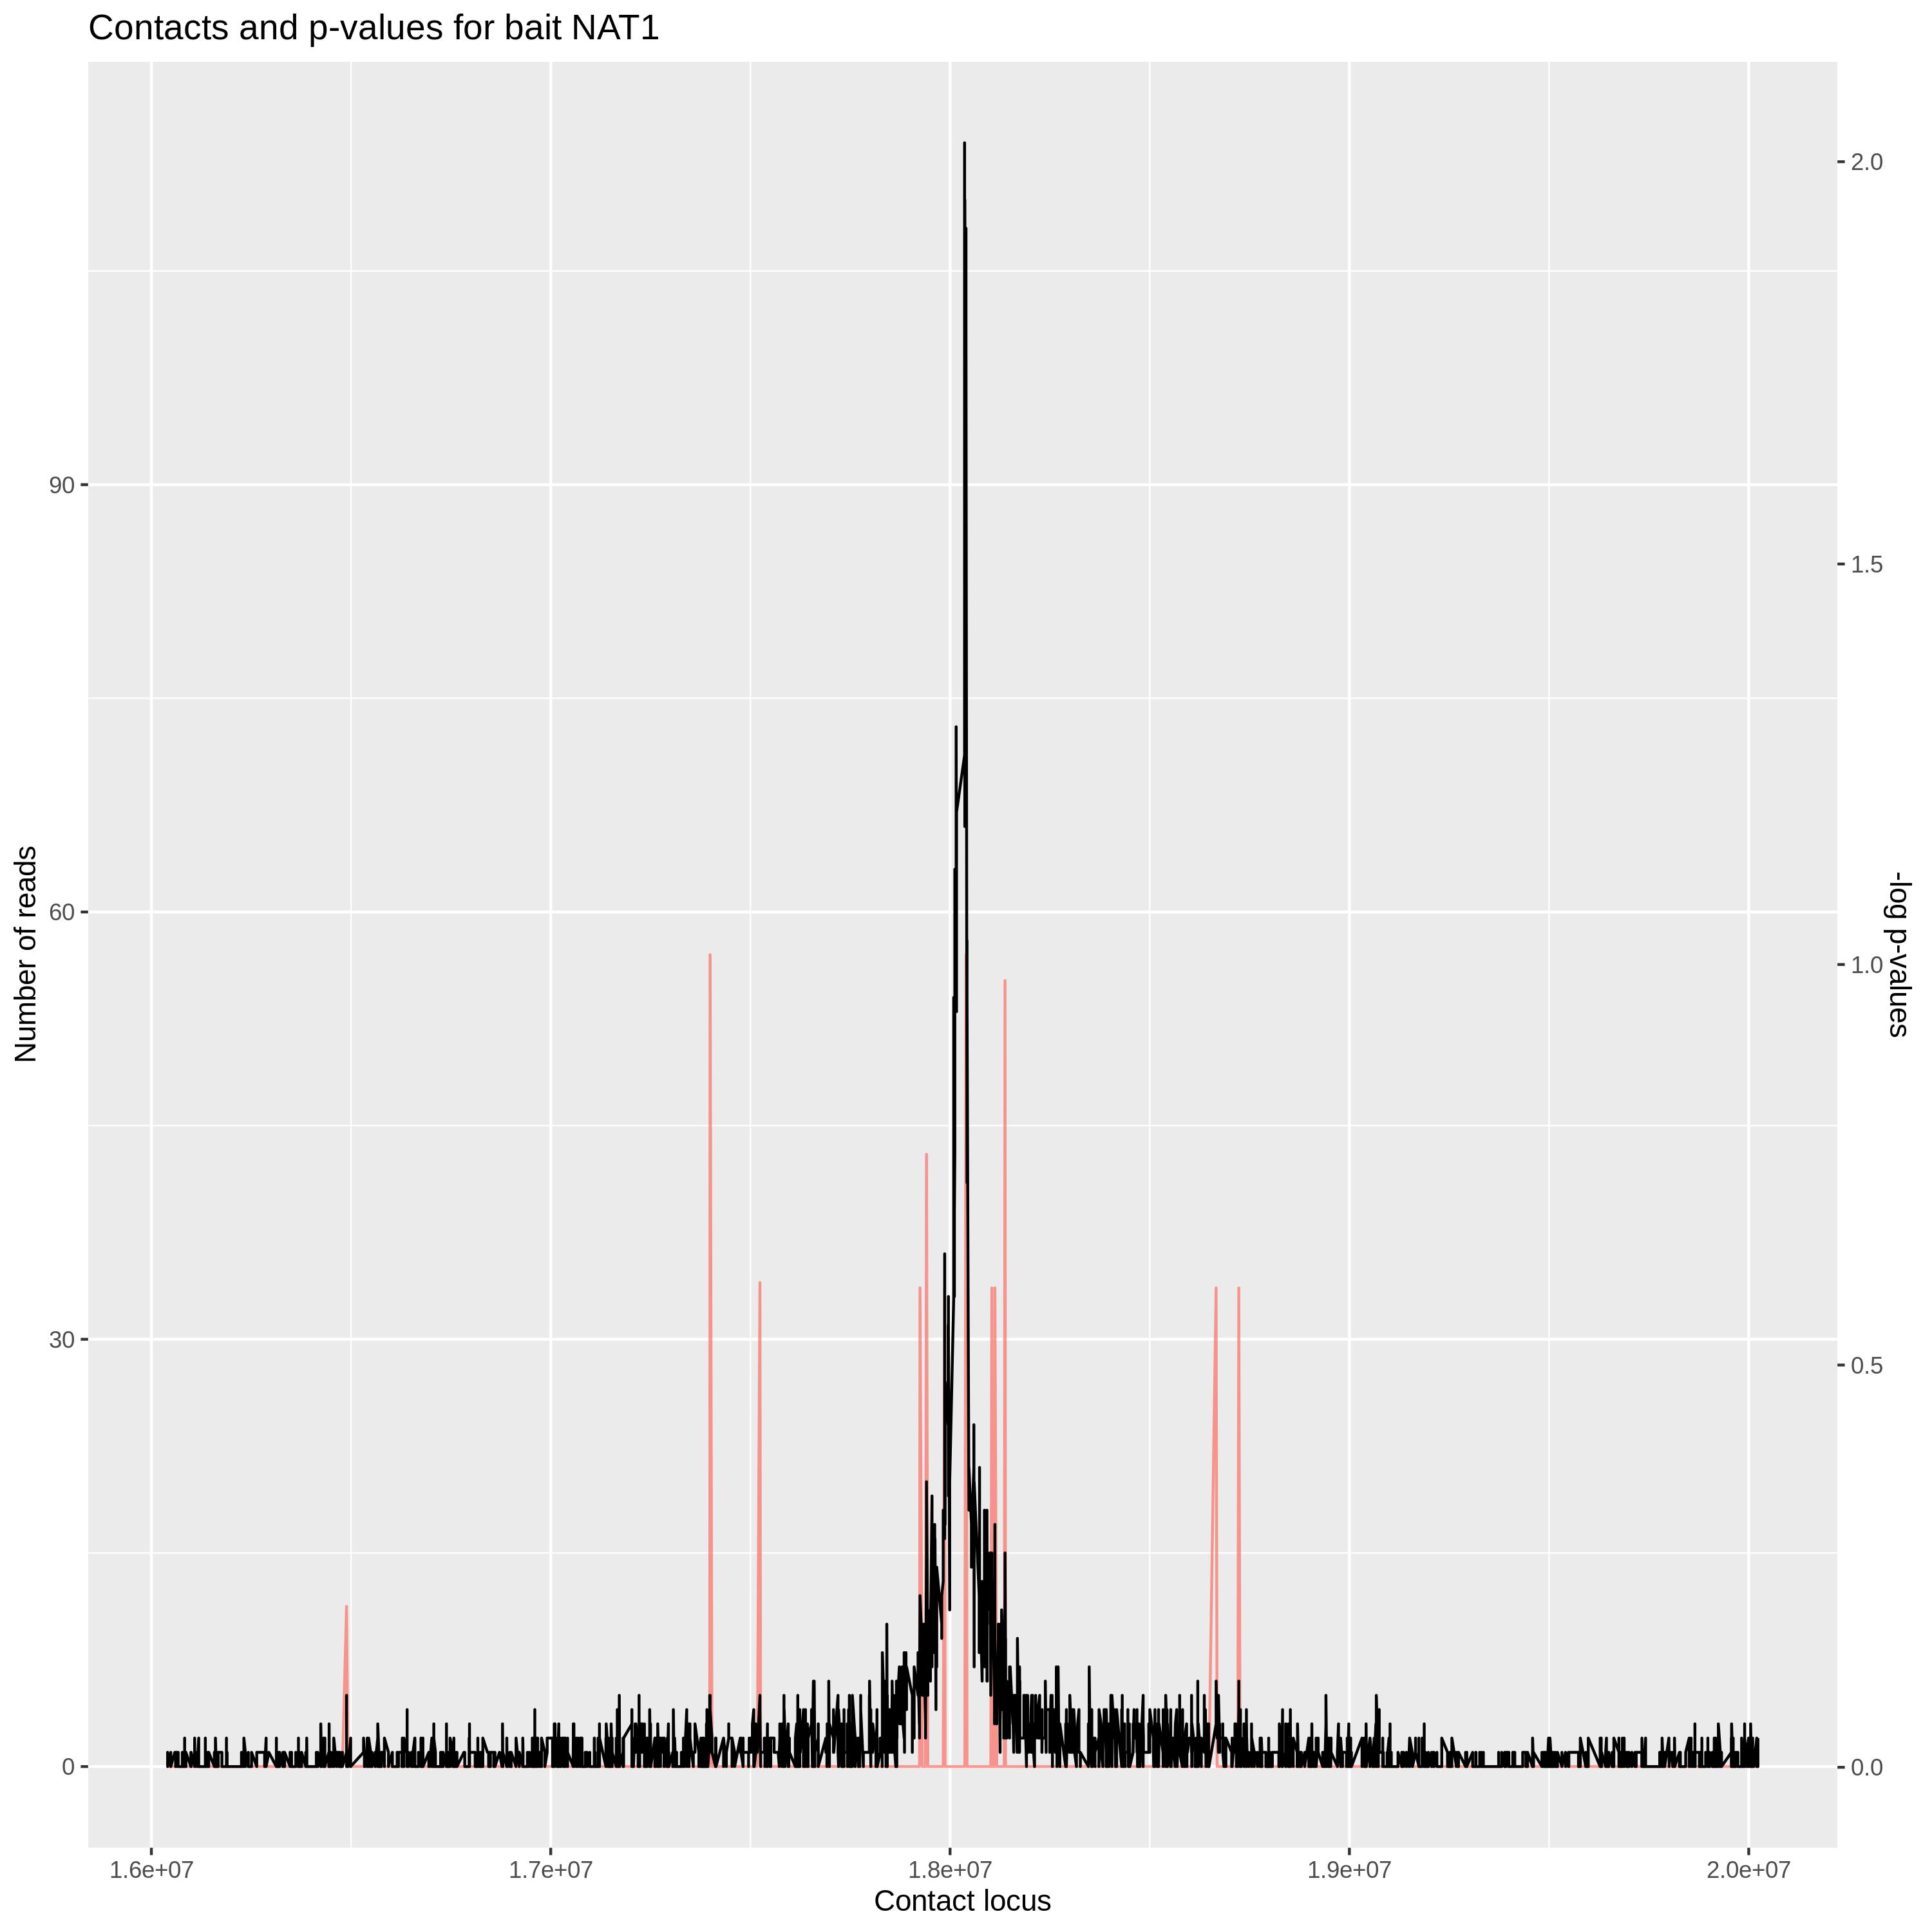 Contacts and p-values for bait NAT1
Number of reads
90
60
30
0
2.0
1.5
1.0
0.5
0.0
-log p-values
1.6e+07
1.7e+07
1.8e+07
1.9e+07
2.0e+07
Contact locus